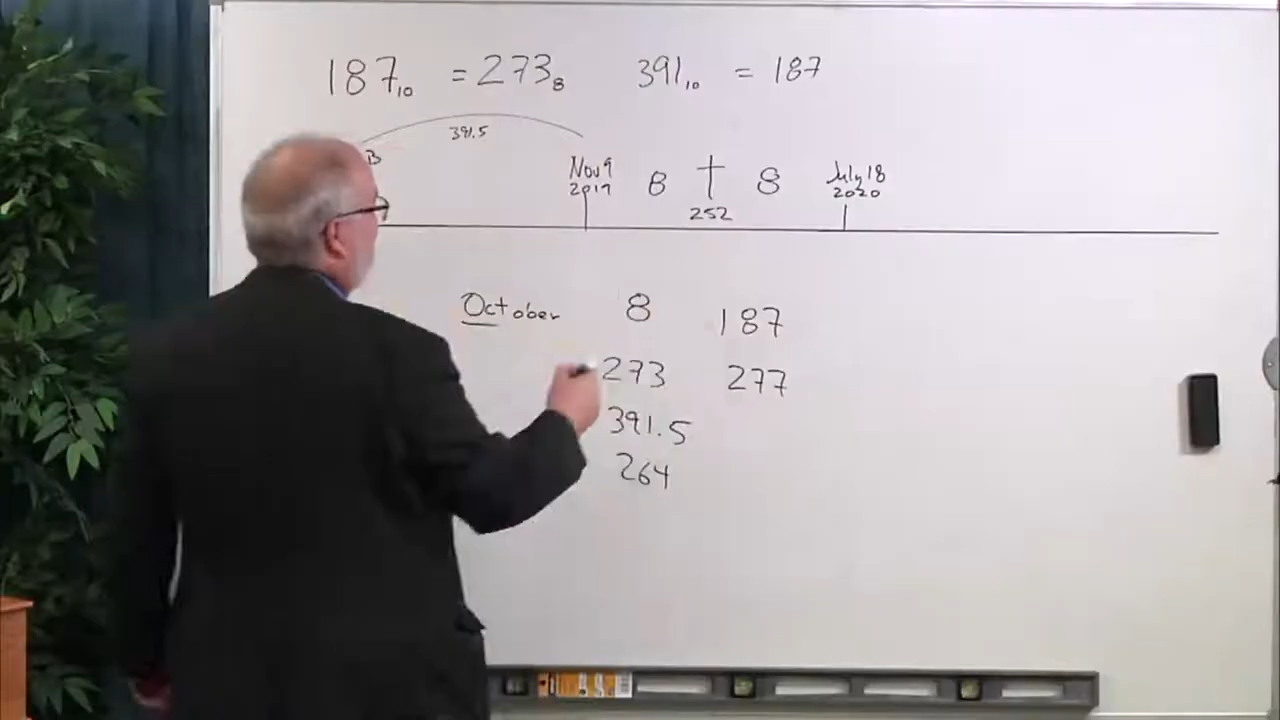 187₁₀ = 273₈ 391₁₀ = 187
391.5
B
Nov 9 2019 8 † 8 July 18 2020
252
October 8 187
273 277
391.5
264